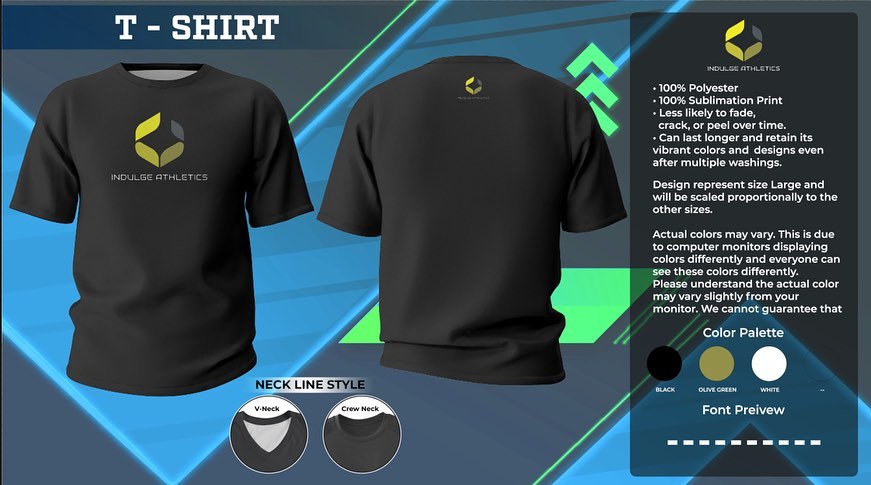 T - SHIRT
INDULGE ATHLETICS
INDULGE ATHLETICS
• 100% Polyester
• 100% Sublimation Print
• Less likely to fade,
crack, or peel over time.
• Can last longer and retain its
vibrant colors and designs even
after multiple washings.
Design represent size Large and
will be scaled proportionally to the
other sizes.
Actual colors may vary. This is due
to computer monitors displaying
colors differently and everyone can
see these colors differently.
Please understand the actual color
may vary slightly from your
monitor. We cannot guarantee that
Color Palette
BLACK
OLIVE GREEN
WHITE
--
Font Preivew
NECK LINE STYLE
V-Neck
Crew Neck